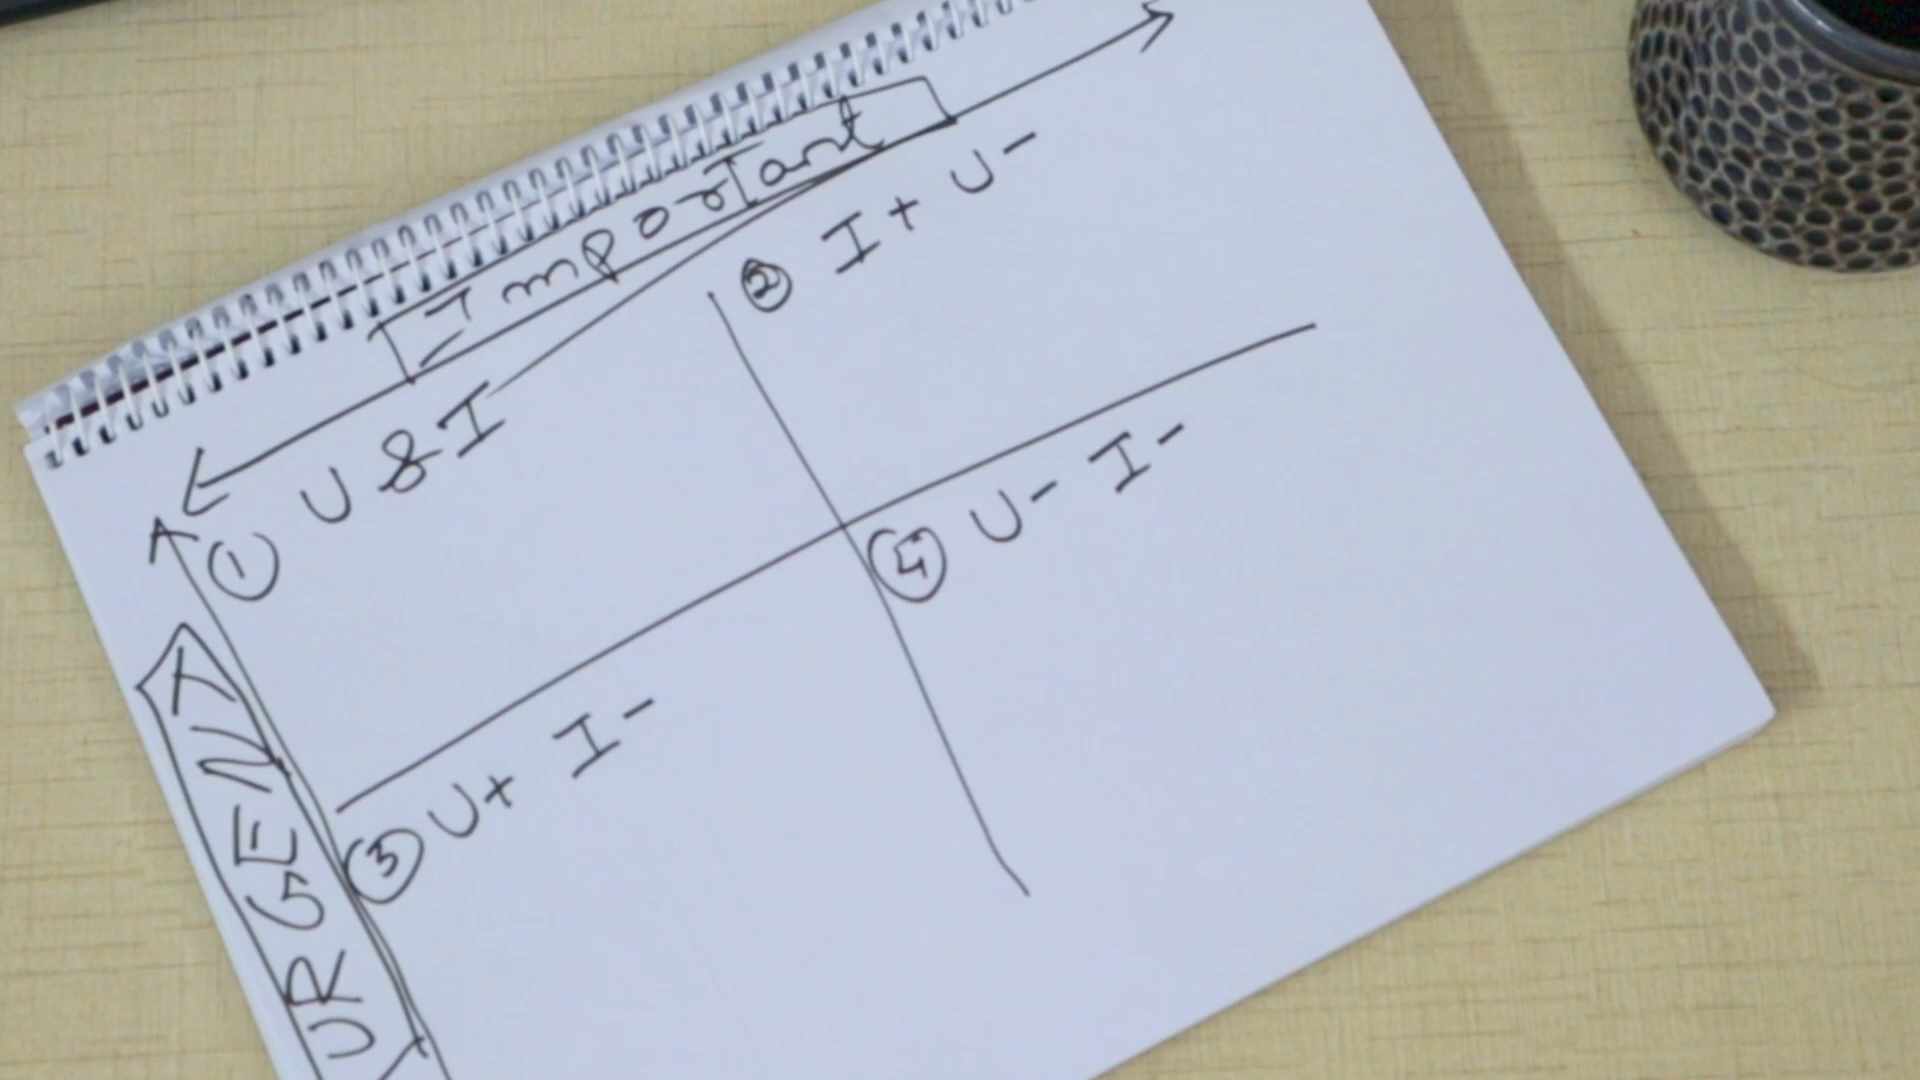 Important
① U & I
② I + U -
URGENT
③ U + I -
④ U - I -